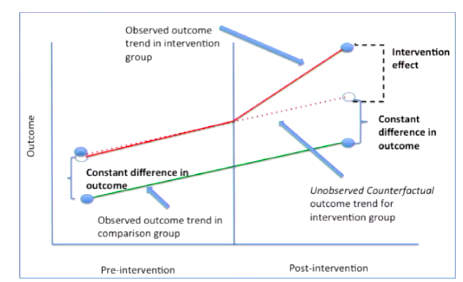 Observed outcome
trend in intervention
group
Intervention
effect
Constant
difference in
outcome
Outcome
Constant difference in
outcome
Unobserved Counterfactual
outcome trend for
intervention group
Observed outcome trend in
comparison group
Pre-intervention
Post-intervention